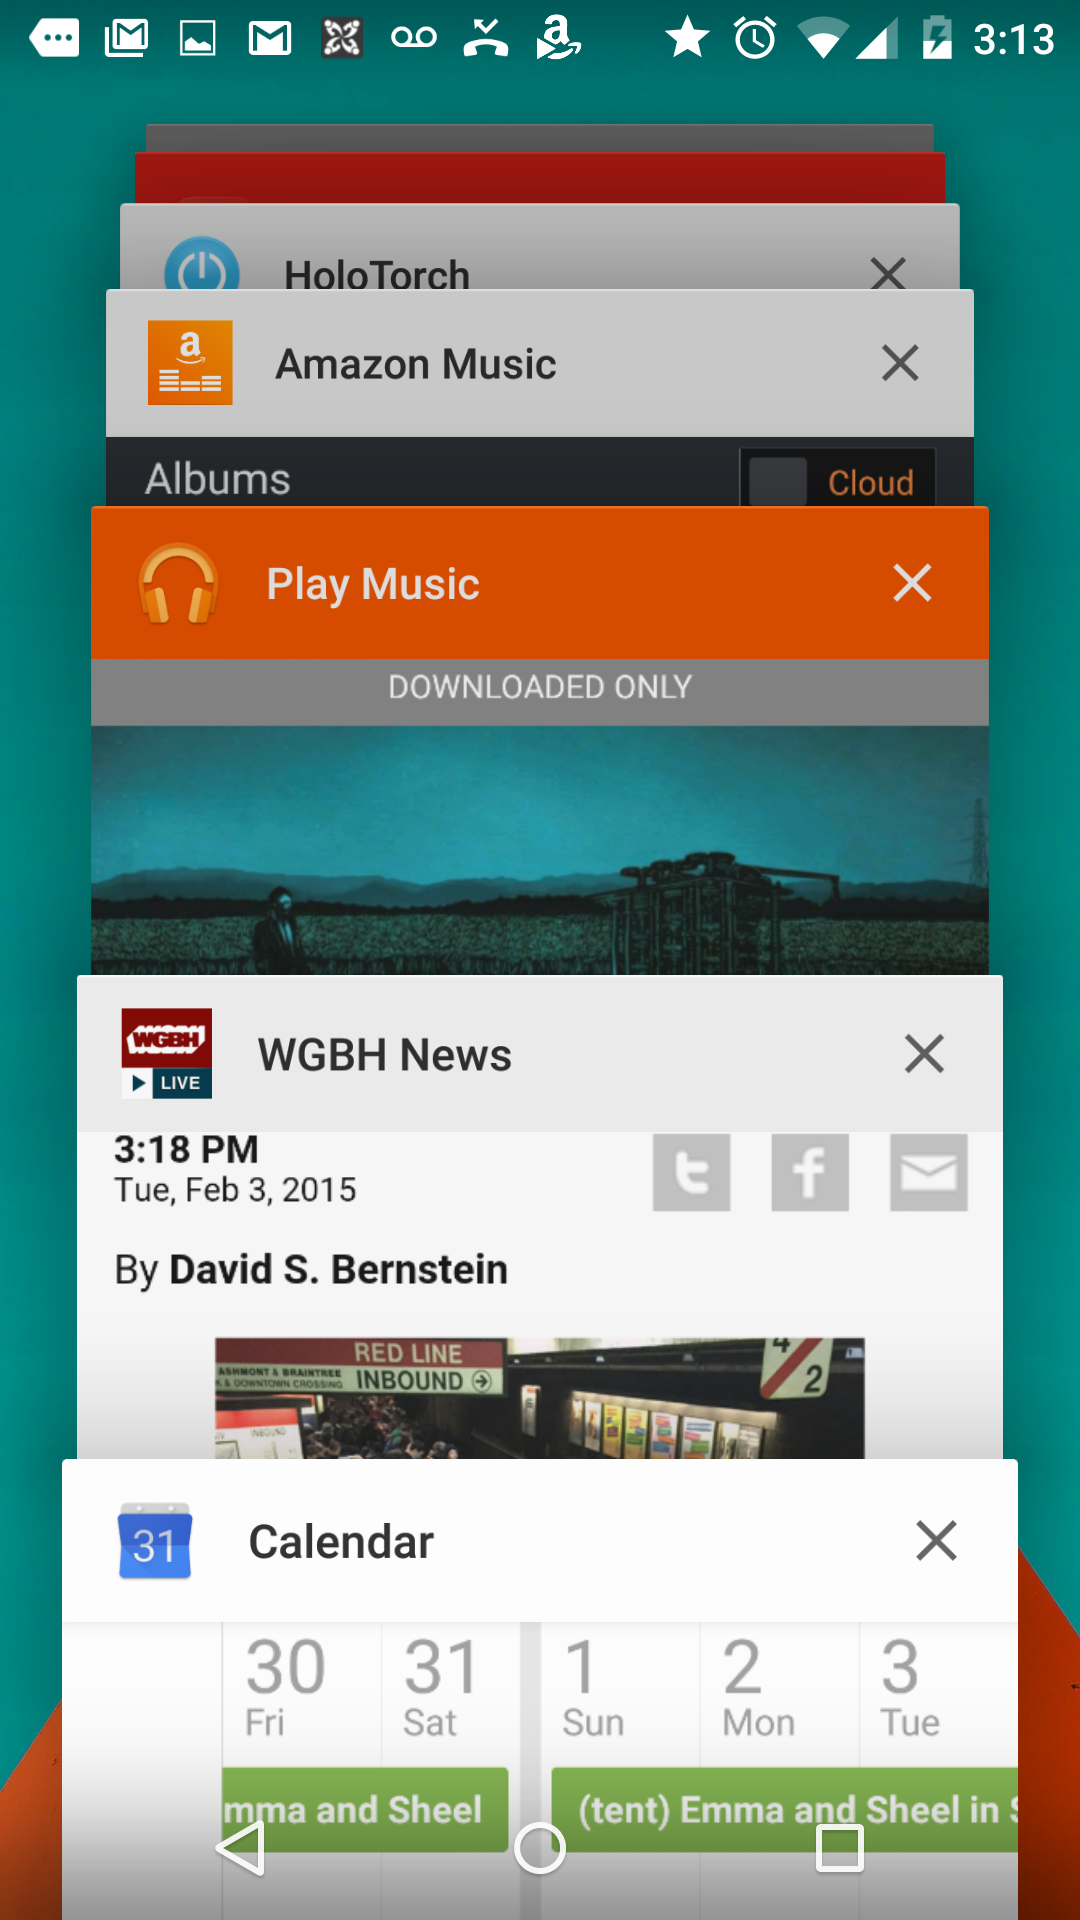 3:13
HoloTorch
a
Amazon Music
Albums
Cloud
Play Music
DOWNLOADED ONLY
WGBH
LIVE
WGBH News
3:18 PM
Tue, Feb 3, 2015
t f
By David S. Bernstein
RED LINE
ASHMONT & BRAINTREE
& DOWNTOWN CROSSING
INBOUND
4
2
INBOUND
31
Calendar
30 31 1 2 3
Fri Sat Sun Mon Tue
mma and Sheel
(tent) Emma and Sheel in S